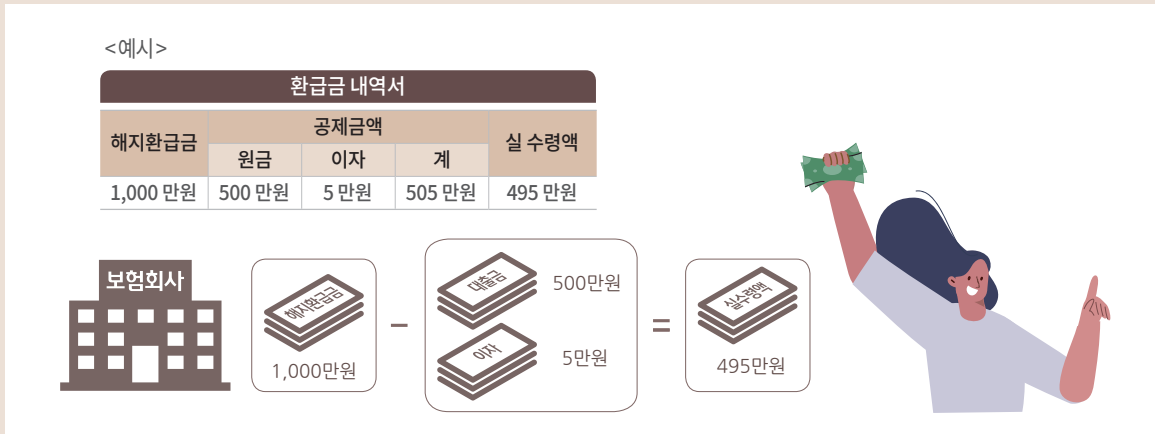 <예시>
환급금 내역서
해지환급금 공제금액 실 수령액
원금 이자 계
1,000 만원 500 만원 5 만원 505 만원 495 만원
보험회사
해지환급금
1,000만원
-
대출금 500만원
이자 5만원
=
실수령액
495만원